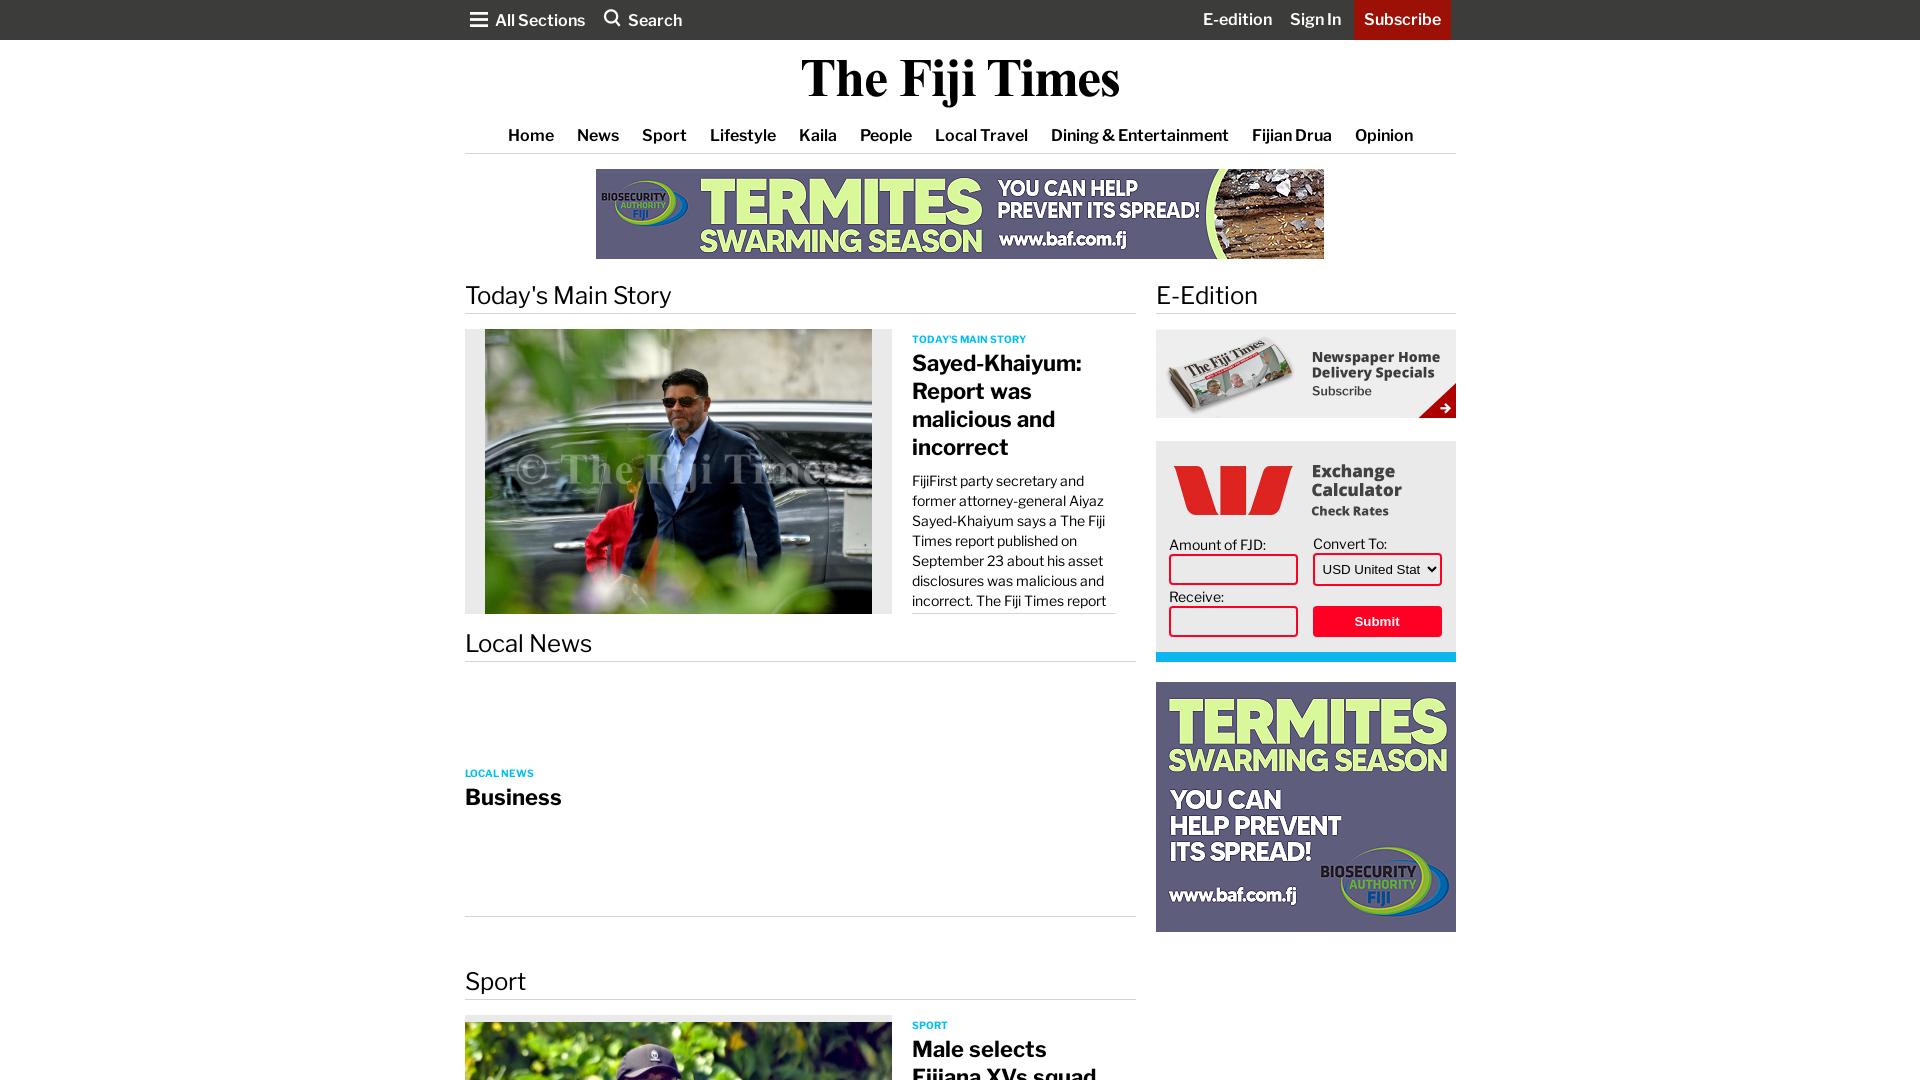 All Sections
Search
E-edition
Sign In
Subscribe
The Fiji Times
Home
News
Sport
Lifestyle
Kaila
People
Local Travel
Dining & Entertainment
Fijian Drua
Opinion
BIOSECURITY
AUTHORITY
FIJI
TERMITES
SWARMING SEASON
YOU CAN HELP
PREVENT ITS SPREAD!
www.baf.com.fj
Today's Main Story
© The Fiji Times
TODAY'S MAIN STORY
Sayed-Khaiyum:
Report was
malicious and
incorrect
FijiFirst party secretary and
former attorney-general Aiyaz
Sayed-Khaiyum says a The Fiji
Times report published on
September 23 about his asset
disclosures was malicious and
incorrect. The Fiji Times report
E-Edition
The Fiji Times
Newspaper Home
Delivery Specials
Subscribe
Exchange
Calculator
Check Rates
Amount of FJD:
Convert To:
USD United Stat
Receive:
Submit
Local News
LOCAL NEWS
Business
TERMITES
SWARMING SEASON
YOU CAN
HELP PREVENT
ITS SPREAD!
www.baf.com.fj
BIOSECURITY
AUTHORITY
FIJI
Sport
SPORT
Male selects
Fijiana XVs squad